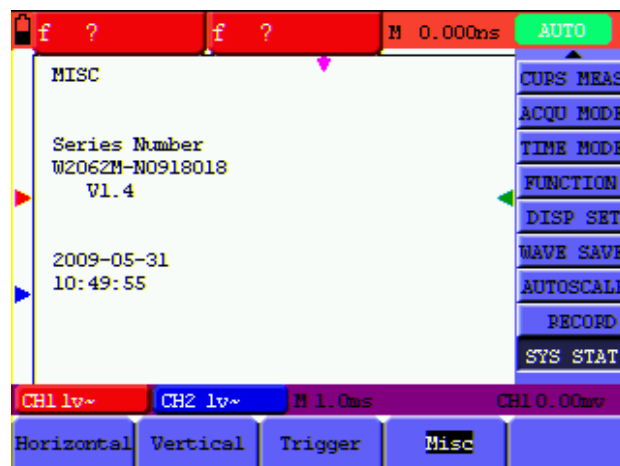 f ? f ? M 0.000ns AUTO
MISC
Series Number
W2062M-N0918018
V1.4
2009-05-31
10:49:55
CURS MEAS
ACQU MODE
TIME MODE
FUNCTION
DISP SET
WAVE SAVE
AUTOSCALE
RECORD
SYS STAT
CH1 1v~ CH2 1v~ M 1.0ms CH1 0.00mv
Horizontal Vertical Trigger Misc